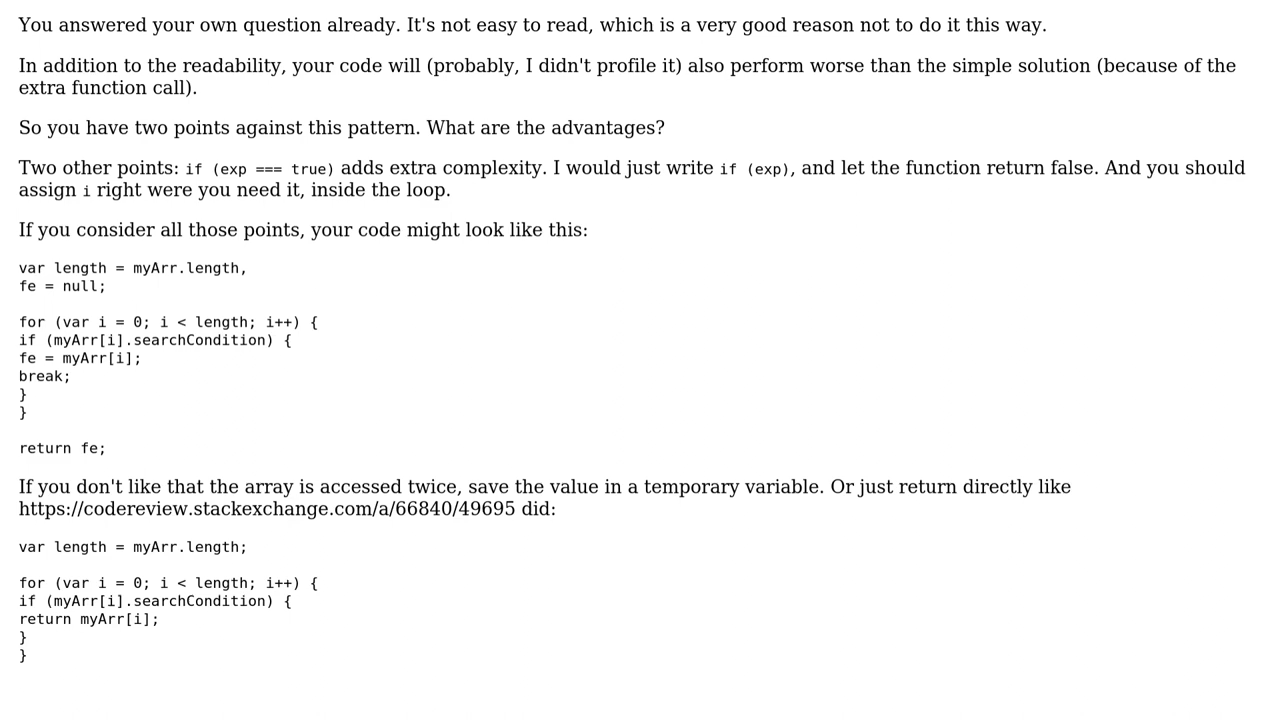 You answered your own question already. It's not easy to read, which is a very good reason not to do it this way.
In addition to the readability, your code will (probably, I didn't profile it) also perform worse than the simple solution (because of the
extra function call).
So you have two points against this pattern. What are the advantages?
Two other points: if (exp === true) adds extra complexity. I would just write if (exp), and let the function return false. And you should
assign i right were you need it, inside the loop.
If you consider all those points, your code might look like this:
var length = myArr.length,
fe = null;
for (var i = 0; i < length; i++) {
if (myArr[i].searchCondition) {
fe = myArr[i];
break;
}
}
return fe;
If you don't like that the array is accessed twice, save the value in a temporary variable. Or just return directly like
https://codereview.stackexchange.com/a/66840/49695 did:
var length = myArr.length;
for (var i = 0; i < length; i++) {
if (myArr[i].searchCondition) {
return myArr[i];
}
}